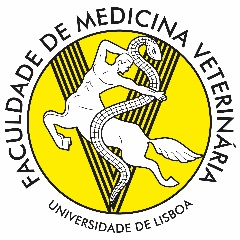 FACULDADE DE MEDICINA VETERINÁRIA
UNIVERSIDADE DE LISBOA